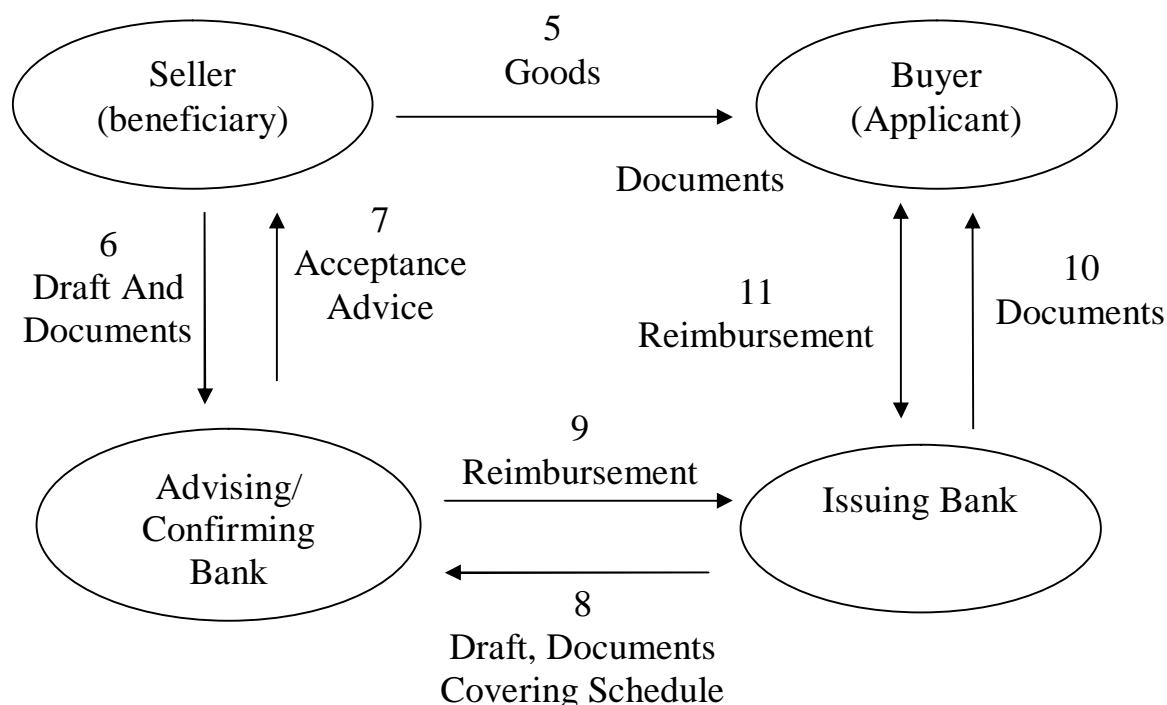 5
Goods
Seller
(beneficiary)
Buyer
(Applicant)
Documents
6
Draft And
Documents
7
Acceptance
Advice
11
Reimbursement
10
Documents
9
Reimbursement
Advising/
Confirming
Bank
Issuing Bank
8
Draft, Documents
Covering Schedule